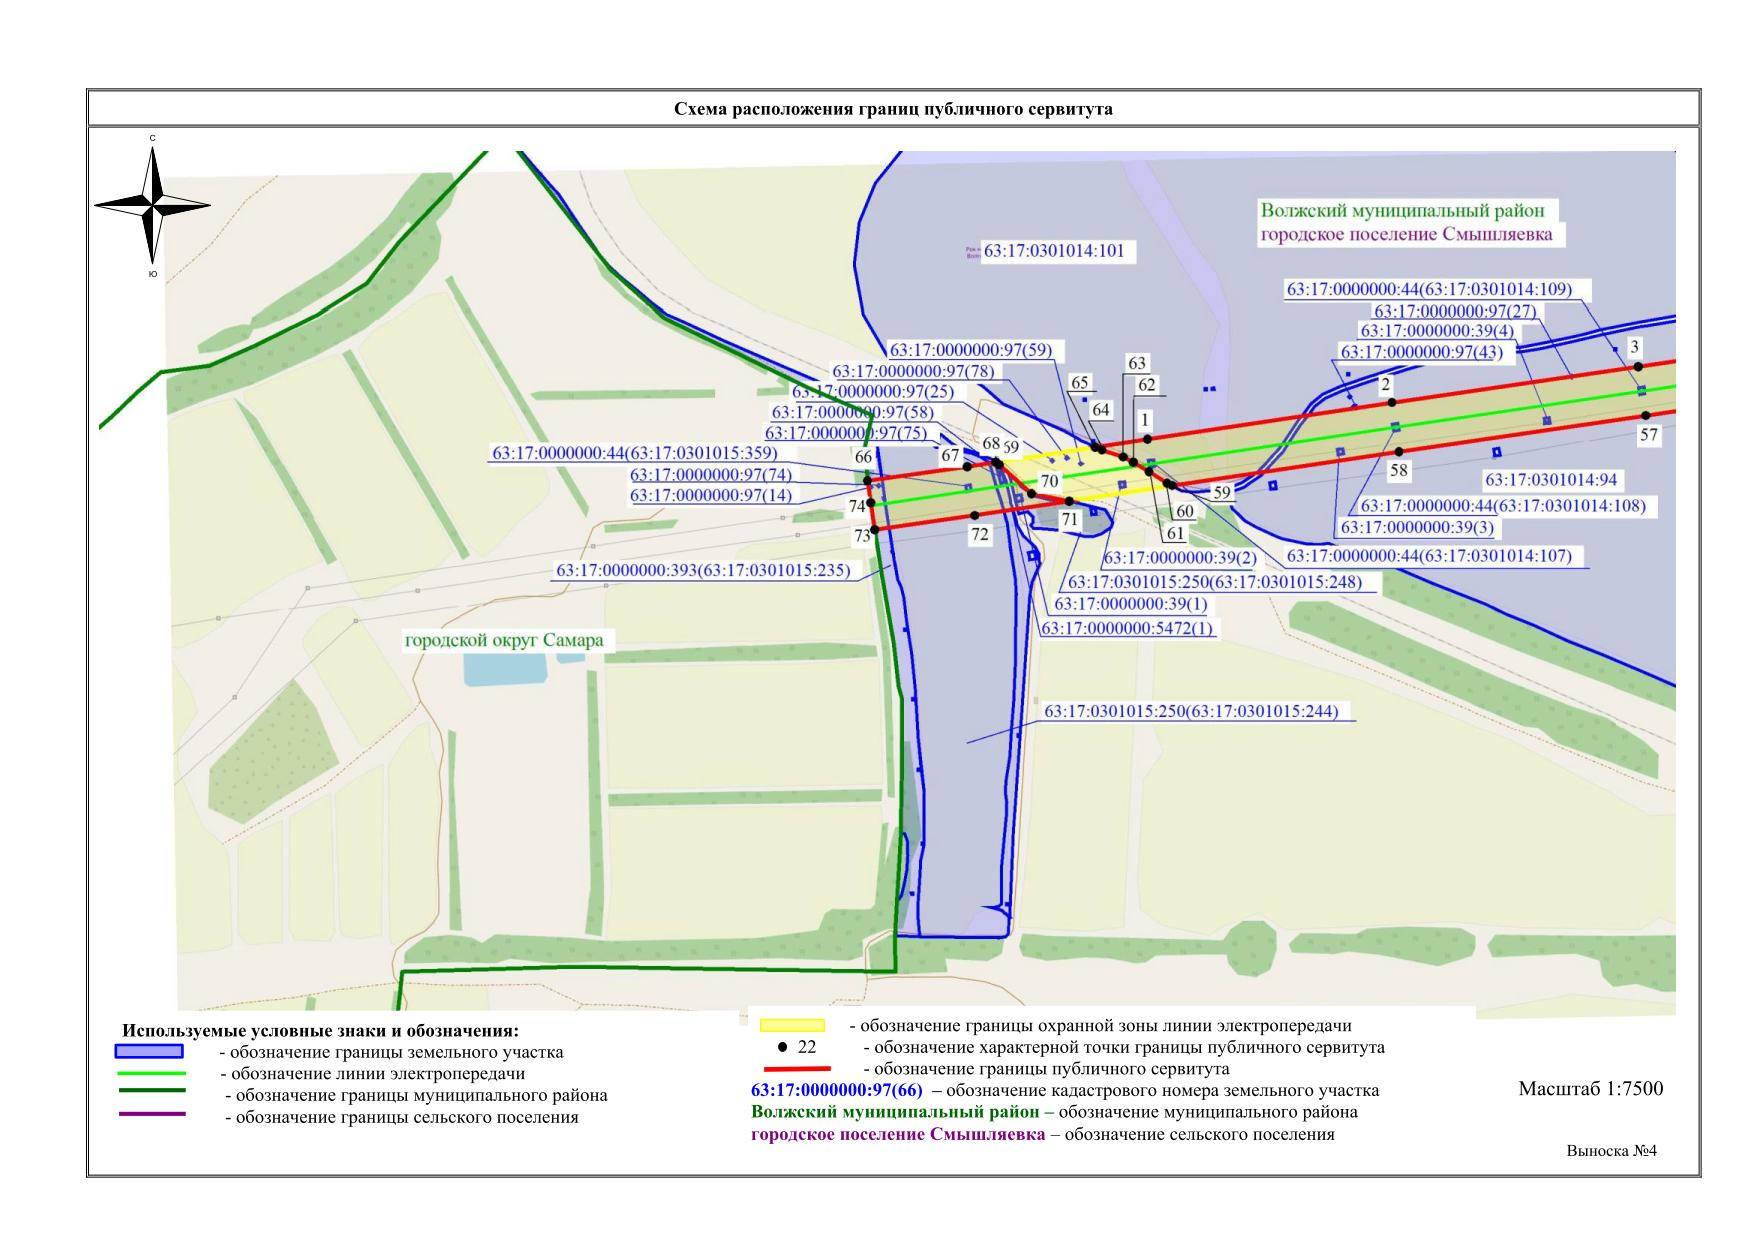 Схема расположения границ публичного сервитута
С
Ю
Волжский муниципальный район
городское поселение Смышляевка
63:17:0301014:101
63:17:0000000:44(63:17:0301014:109)
63:17:0000000:97(27)
63:17:0000000:39(4)
63:17:0000000:97(43)
63:17:0000000:97(59)
63:17:0000000:97(78)
63:17:0000000:97(25)
63:17:0000000:97(58)
63:17:0000000:97(75)
63:17:0000000:44(63:17:0301015:359)
63:17:0000000:97(74)
63:17:0000000:97(14)
63
62
65
64
1
2
3
66
67
68
59
70
71
72
73
74
57
58
59
60
61
63:17:0301014:94
63:17:0000000:44(63:17:0301014:108)
63:17:0000000:39(3)
63:17:0000000:39(2)
63:17:0000000:44(63:17:0301014:107)
63:17:0000000:393(63:17:0301015:235)
63:17:0301015:250(63:17:0301015:248)
63:17:0000000:39(1)
63:17:0000000:5472(1)
городской округ Самара
63:17:0301015:250(63:17:0301015:244)
Используемые условные знаки и обозначения:
- обозначение границы земельного участка
- обозначение линии электропередачи
- обозначение границы муниципального района
- обозначение границы сельского поселения
- обозначение границы охранной зоны линии электропередачи
22 - обозначение характерной точки границы публичного сервитута
- обозначение границы публичного сервитута
63:17:0000000:97(66) – обозначение кадастрового номера земельного участка
Волжский муниципальный район – обозначение муниципального района
городское поселение Смышляевка – обозначение сельского поселения
Масштаб 1:7500
Выноска №4